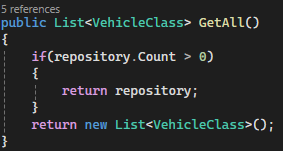 5 references
public List<VehicleClass> GetAll()
{
if(repository.Count > 0)
{
return repository;
}
return new List<VehicleClass>();
}